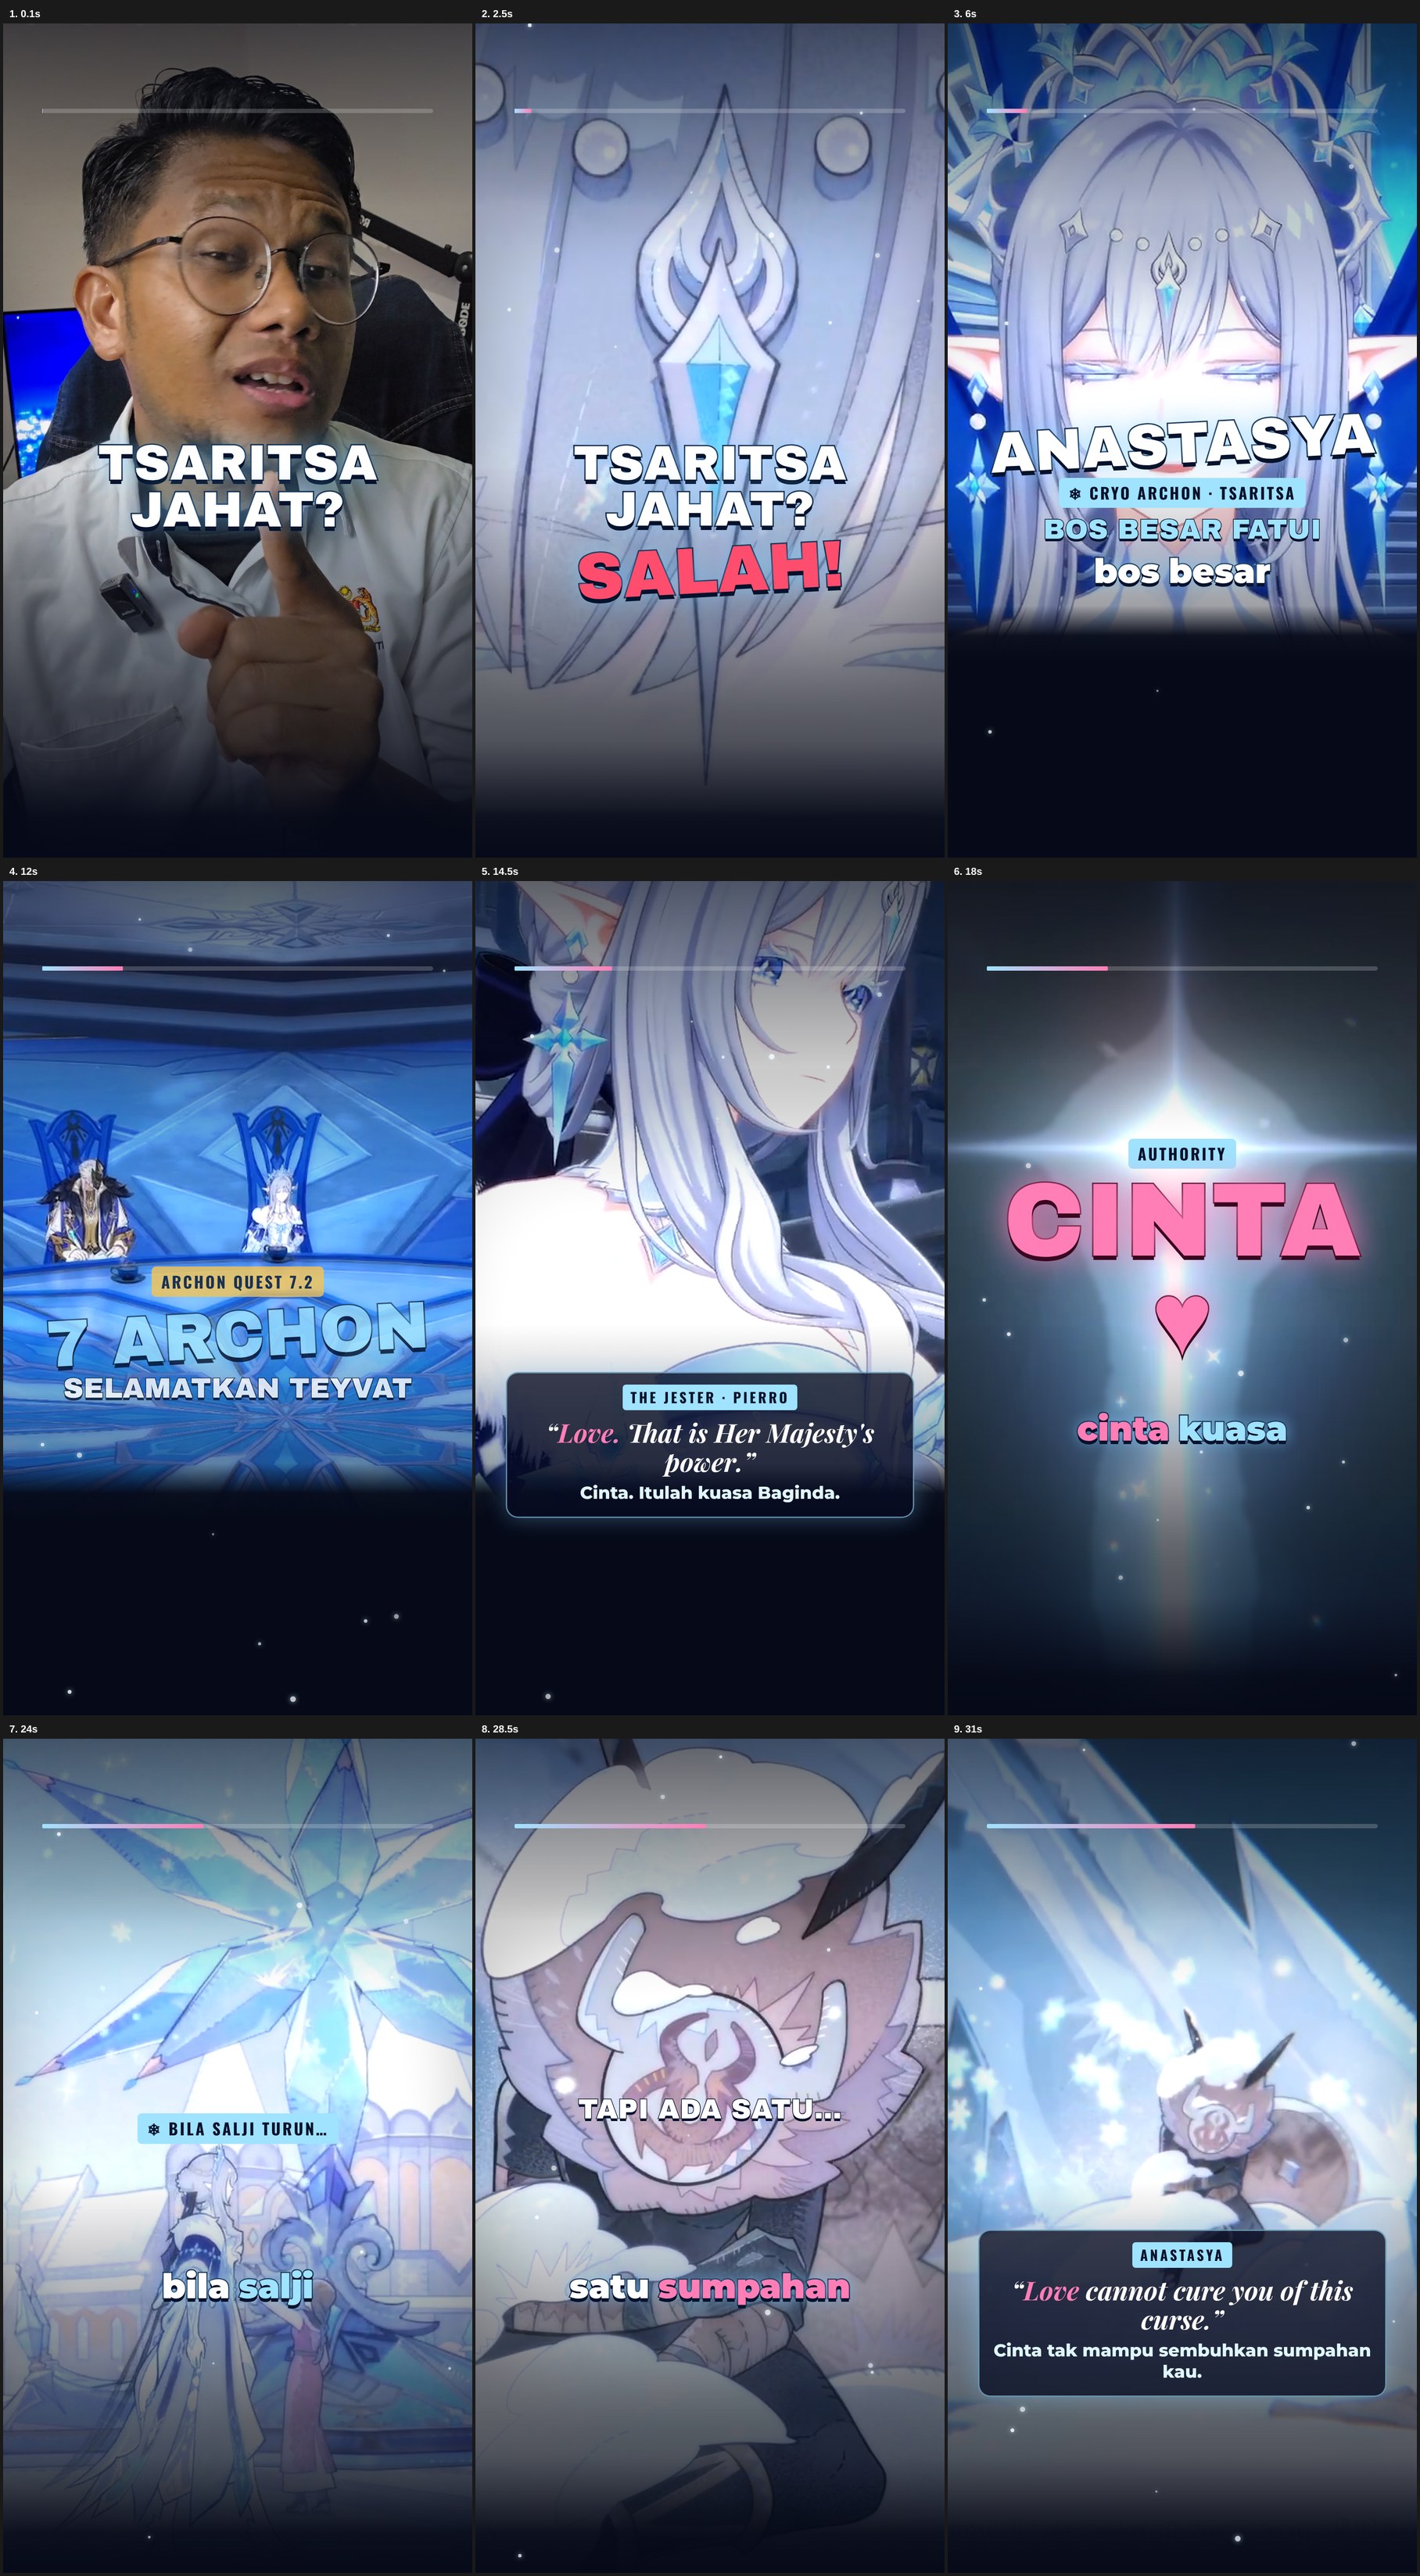 1. 0.1s
TSARITSA
JAHAT?
2. 2.5s
TSARITSA
JAHAT?
SALAH!
3. 6s
ANASTASYA
❄ CRYO ARCHON · TSARITSA
BOS BESAR FATUI
bos besar
4. 12s
ARCHON QUEST 7.2
7 ARCHON
SELAMATKAN TEYVAT
5. 14.5s
THE JESTER · PIERRO
“Love. That is Her Majesty's
power.”
Cinta. Itulah kuasa Baginda.
6. 18s
AUTHORITY
CINTA
♥
cinta kuasa
7. 24s
❄ BILA SALJI TURUN…
bila salji
8. 28.5s
TAPI ADA SATU…
satu sumpahan
9. 31s
ANASTASYA
“Love cannot cure you of this
curse.”
Cinta tak mampu sembuhkan sumpahan
kau.